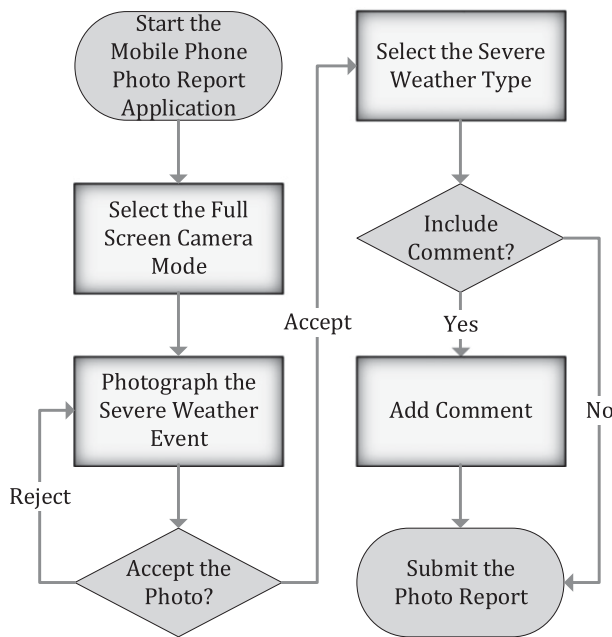 Start the
Mobile Phone
Photo Report
Application
Select the Full
Screen Camera
Mode
Photograph the
Severe Weather
Event
Reject
Accept the
Photo?
Accept
Select the Severe
Weather Type
Include
Comment?
Yes
No
Add Comment
Submit the
Photo Report